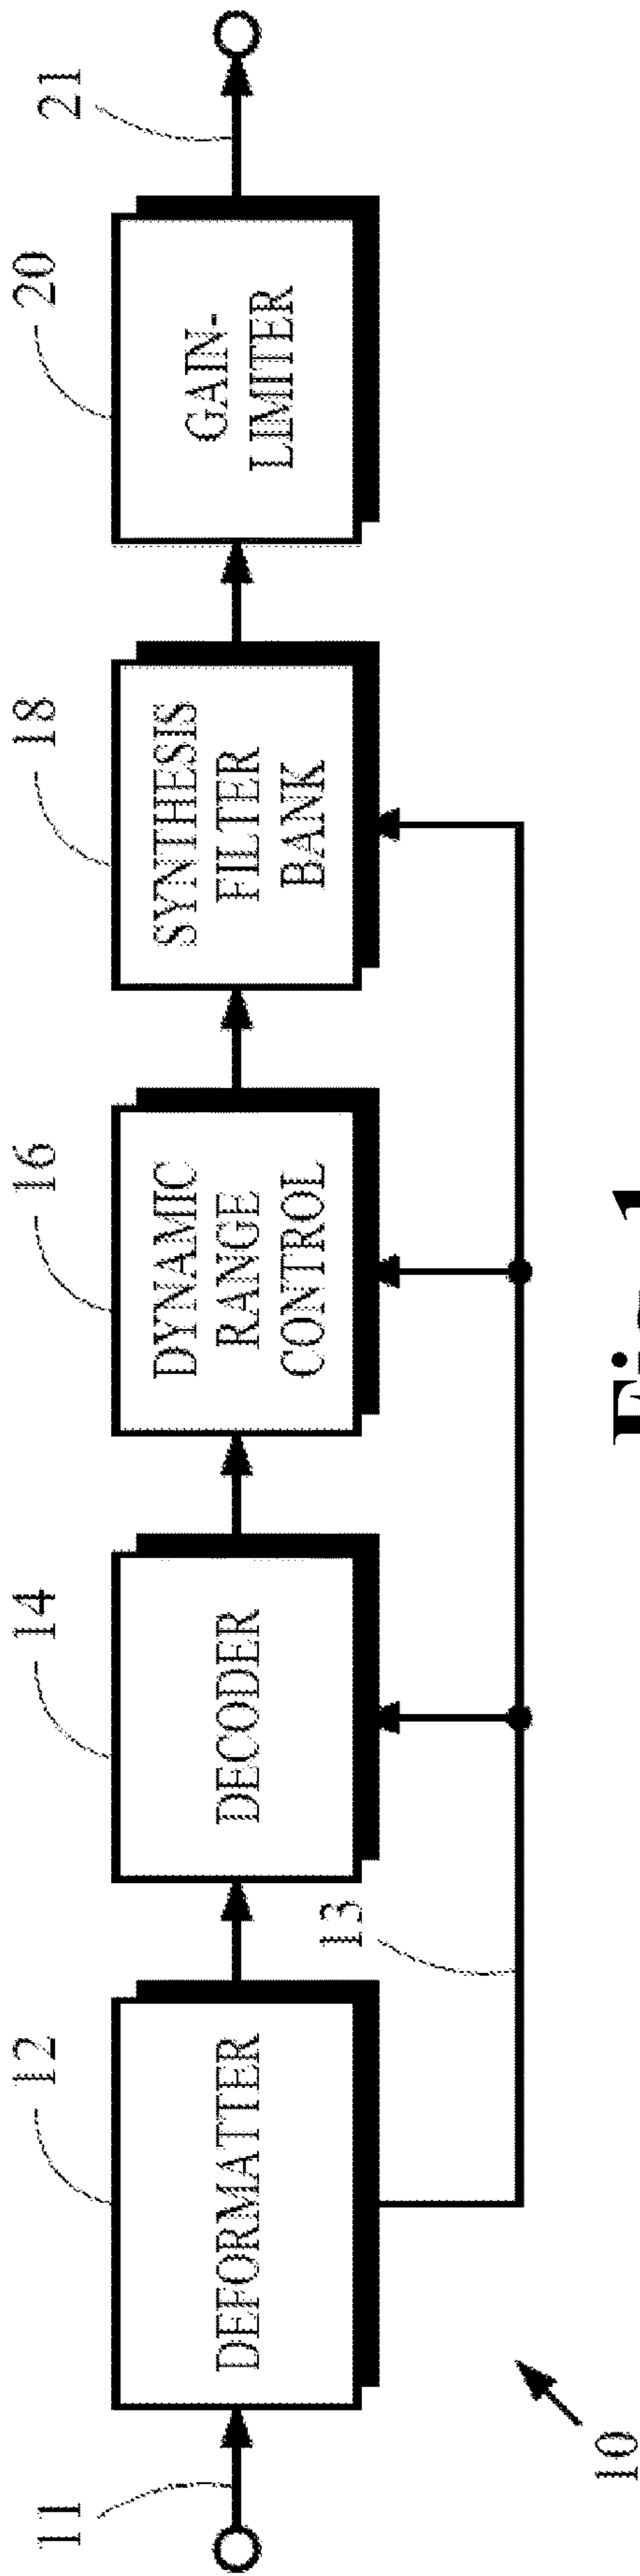 11
12
DEFORMATTER
13
14
DECODER
16
DYNAMIC
RANGE
CONTROL
18
SYNTHESIS
FILTER
BANK
20
GAIN-
LIMITER
21
10